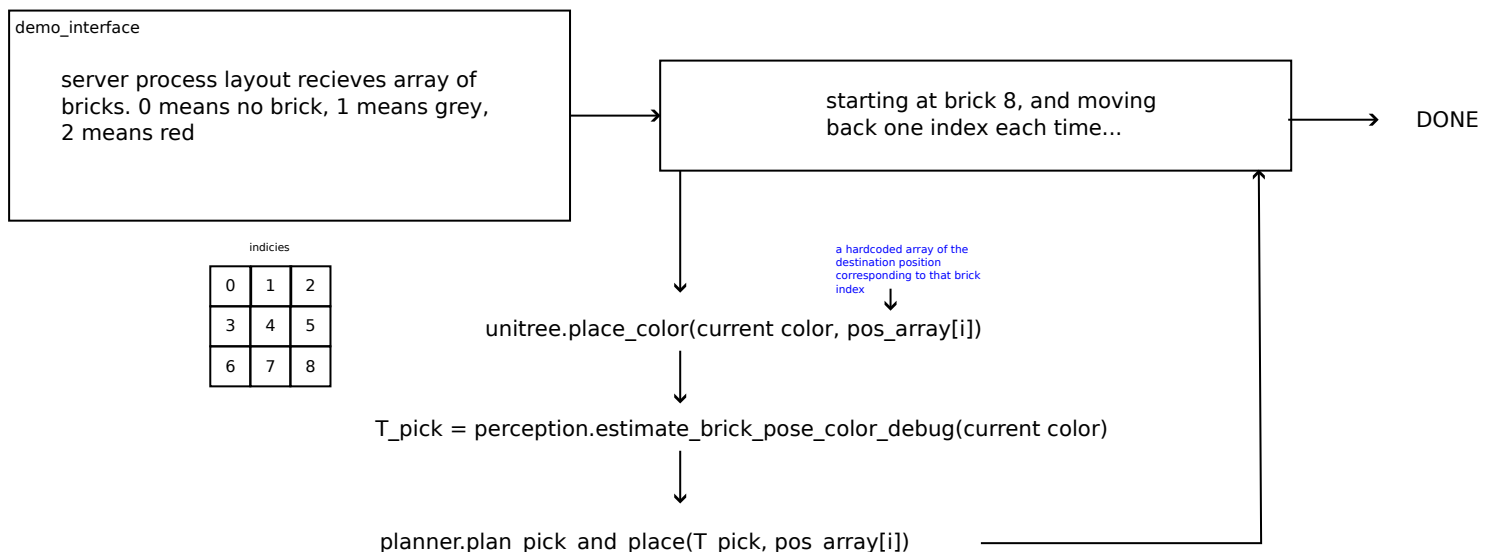 demo_interface
server process layout recieves array of
bricks. 0 means no brick, 1 means grey,
2 means red
starting at brick 8, and moving
back one index each time...
DONE
indicies
0 1 2
3 4 5
6 7 8
a hardcoded array of the
destination position
corresponding to that brick
index
unitree.place_color(current color, pos_array[i])
T_pick = perception.estimate_brick_pose_color_debug(current color)
planner.plan_pick_and_place(T_pick, pos_array[i])